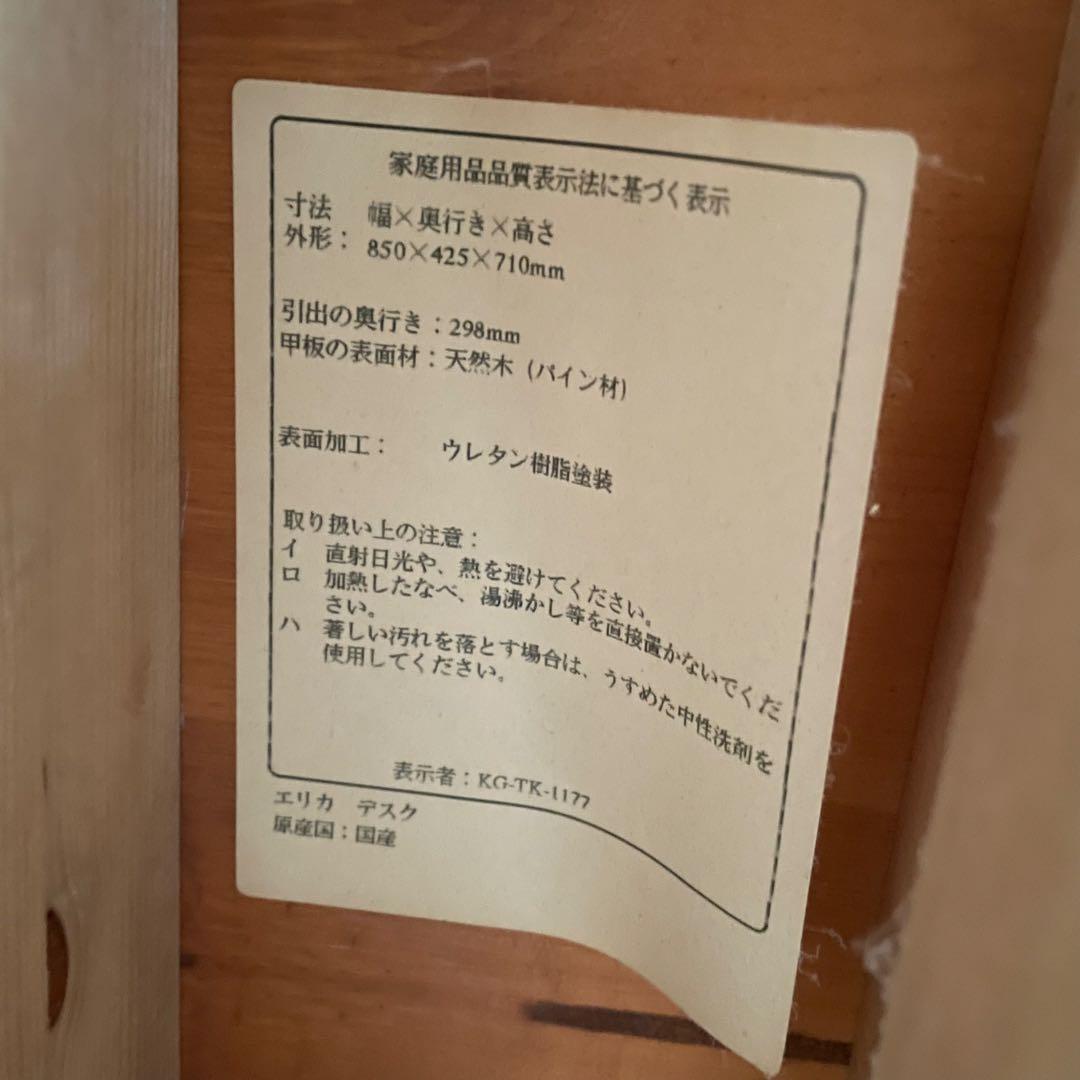 家庭用品品質表示法に基づく表示
寸法 幅×奥行き×高さ
外形： 850×425×710mm
引出の奥行き：298mm
甲板の表面材：天然木（パイン材）
表面加工： ウレタン樹脂塗装
取り扱い上の注意：
イ 直射日光や、熱を避けてください。
ロ 加熱したなべ、湯沸かし等を直接置かないでくだ
さい。
ハ 著しい汚れを落とす場合は、うすめた中性洗剤を
使用してください。
表示者：KG-TK-1177
エリカ デスク
原産国：国産